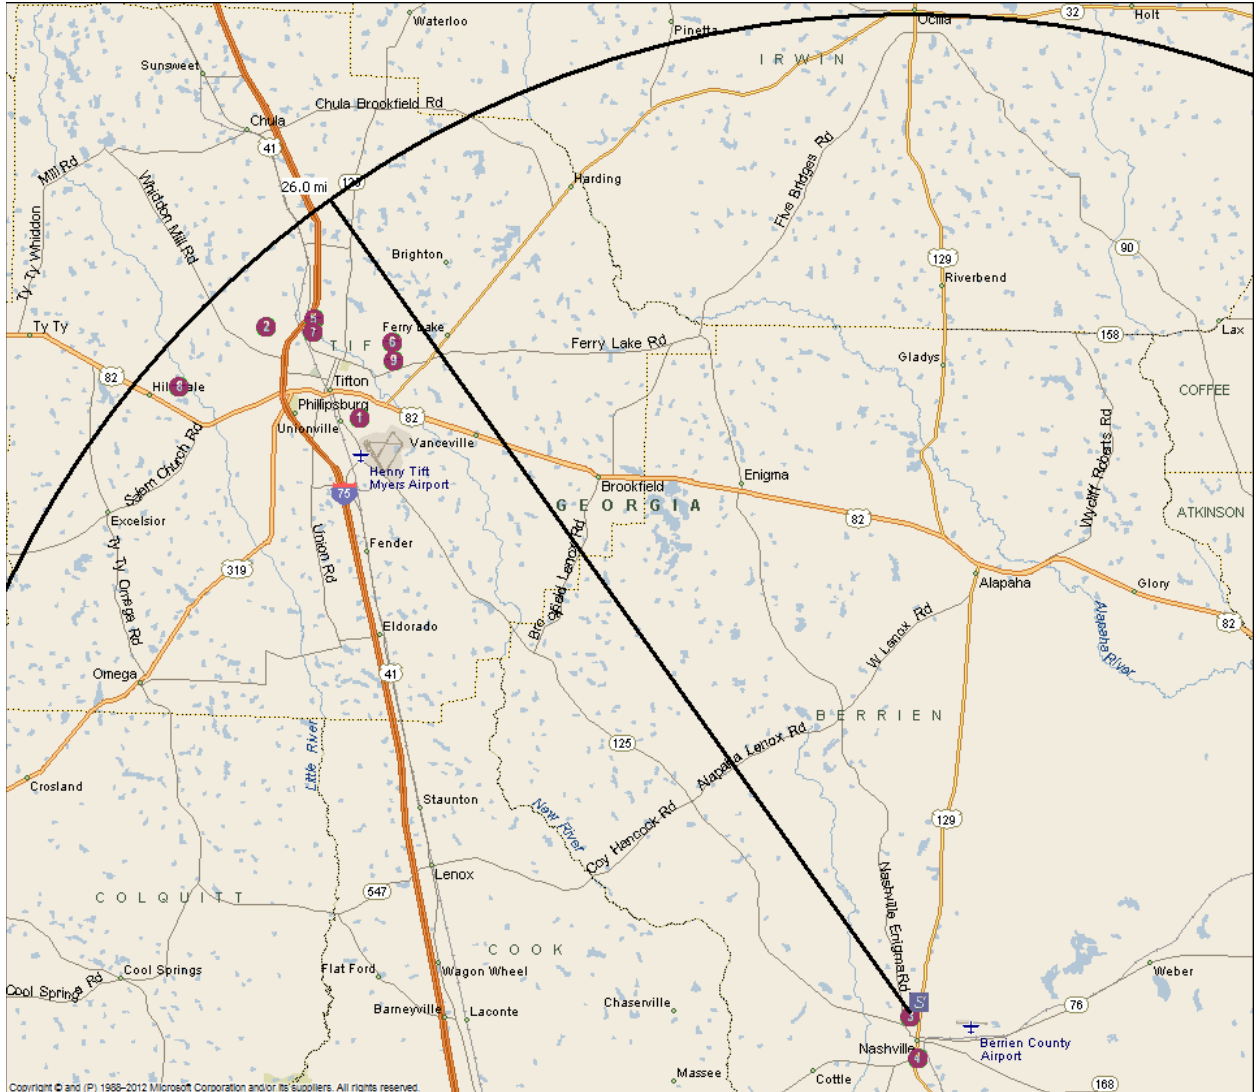 Waterloo
Pinetta
Ocilla
32
Holt
Sunsweet
I R W I N
Chula Brookfield Rd
Chula
41
Mill Rd
26.0 mi
Harding
Five Bridges Rd
Whiddon Mill Rd
Ty Ty Whiddon
Brighton
90
129
Riverbend
5
2
7
Ty Ty
Ferry Lake
6
T I F
Ferry Lake Rd
158
Lax
9
Gladys
82
8
Tifton
COFFEE
Phillipsburg
1
82
Unionville
Vanceville
Salem Church Rd
Henry Tift
Myers Airport
Wycliff Roberts Rd
75
Brookfield
Enigma
G E O R G I A
Excelsior
82
ATKINSON
Union Rd
Fender
319
Ty Ty Omega Rd
Alapaha
Glory
W Lenox Rd
82
Eldorado
Alapaha River
Omega
41
B E R R I E N
125
Alapaha Lenox Rd
Little River
Crosland
Staunton
New River
129
Coy Hancock Rd
Lenox
547
Nashville Enigma Rd
C O L Q U I T T
C O O K
Cool Springs
Flat Ford
Wagon Wheel
Weber
Cool Springs Rd
Chaserville
S
76
Barneyville
Laconte
3
Berrien County
Airport
Nashville
4
Massee
Cottle
168
Copyright © and (P) 1988–2012 Microsoft Corporation and/or its suppliers. All rights reserved.